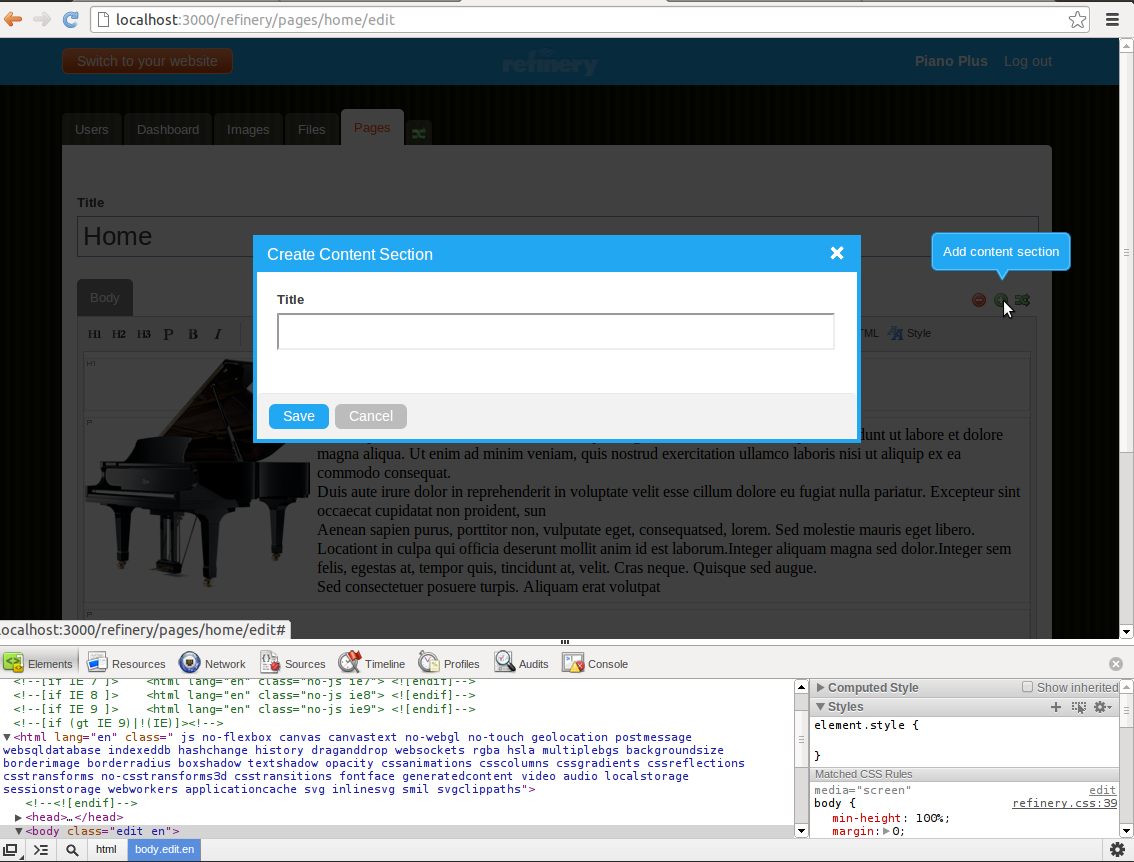 localhost:3000/refinery/pages/home/edit
Switch to your website
refinery
Piano Plus Log out
Users Dashboard Images Files Pages
Title
Home
Create Content Section
Add content section
Title
Body
H1 H2 H3 P B I
Style
H1
Save Cancel
P
unt ut labore et dolore
magna aliqua. Ut enim ad minim veniam, quis nostrud exercitation ullamco laboris nisi ut aliquip ex ea
commodo consequat.
Duis aute irure dolor in reprehenderit in voluptate velit esse cillum dolore eu fugiat nulla pariatur. Excepteur sint
occaecat cupidatat non proident, sun
Aenean sapien purus, porttitor non, vulputate eget, consequatsed, lorem. Sed molestie mauris eget libero.
Locationt in culpa qui officia deserunt mollit anim id est laborum.Integer aliquam magna sed dolor.Integer sem
felis, egestas at, tempor quis, tincidunt at, velit. Cras neque. Quisque sed augue.
Sed consectetuer posuere turpis. Aliquam erat volutpat
P
ocalhost:3000/refinery/pages/home/edit#
Elements Resources Network Sources Timeline Profiles Audits Console
<!--[if IE 7 ]> <html lang="en" class="no-js ie7"> <![endif]-->
<!--[if IE 8 ]> <html lang="en" class="no-js ie8"> <![endif]-->
<!--[if IE 9 ]> <html lang="en" class="no-js ie9"> <![endif]-->
<!--[if (gt IE 9)|!(IE)]><!-->
<html lang="en" class=" js no-flexbox canvas canvastext no-webgl no-touch geolocation postmessage
websqldatabase indexeddb hashchange history draganddrop websockets rgba hsla multiplebgs backgroundsize
borderimage borderradius boxshadow textshadow opacity cssanimations csscolumns cssgradients cssreflections
csstransforms no-csstransforms3d csstransitions fontface generatedcontent video audio localstorage
sessionstorage webworkers applicationcache svg inlinesvg smil svgclippaths">
<!--<![endif]-->
<head>…</head>
<body class="edit en">
html body.edit.en
Computed Style Show inherited
Styles
element.style {
}
Matched CSS Rules
media="screen" edit
body { refinery.css:39
min-height: 100%;
margin: 0;